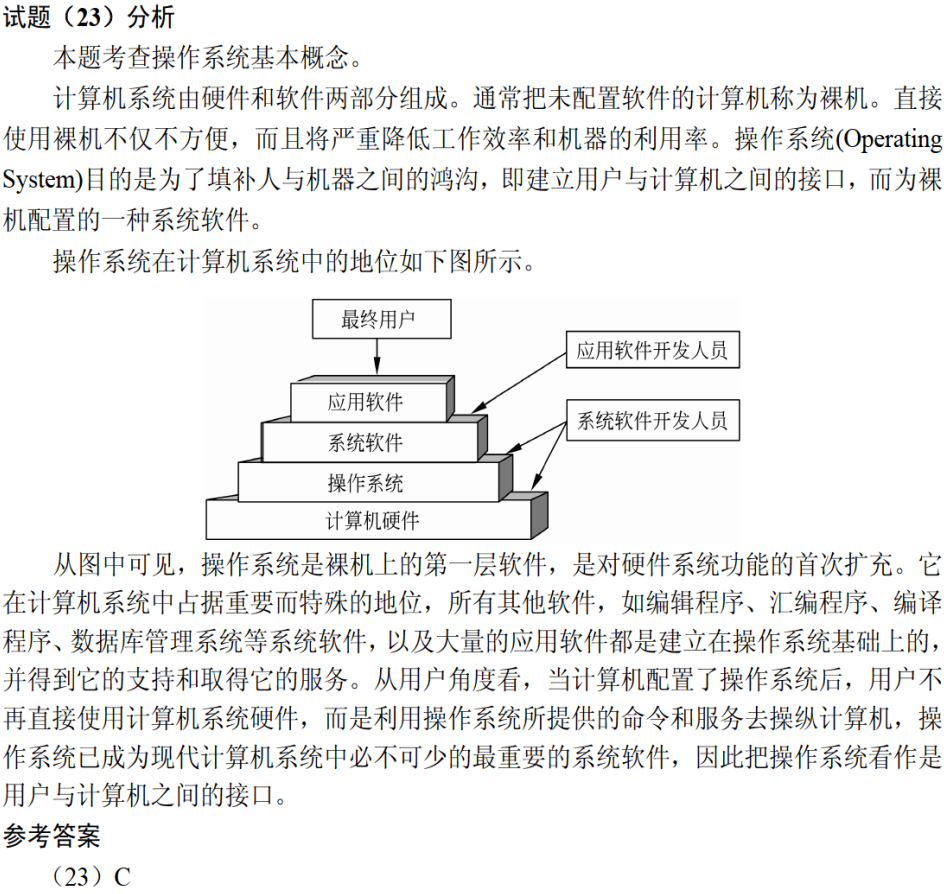 试题（23）分析
本题考查操作系统基本概念。
计算机系统由硬件和软件两部分组成。通常把未配置软件的计算机称为裸机。直接
使用裸机不仅不方便，而且将严重降低工作效率和机器的利用率。操作系统(Operating
System)目的是为了填补人与机器之间的鸿沟，即建立用户与计算机之间的接口，而为裸
机配置的一种系统软件。
操作系统在计算机系统中的地位如下图所示。
最终用户
应用软件开发人员
应用软件
系统软件开发人员
系统软件
操作系统
计算机硬件
从图中可见，操作系统是裸机上的第一层软件，是对硬件系统功能的首次扩充。它
在计算机系统中占据重要而特殊的地位，所有其他软件，如编辑程序、汇编程序、编译
程序、数据库管理系统等系统软件，以及大量的应用软件都是建立在操作系统基础上的，
并得到它的支持和取得它的服务。从用户角度看，当计算机配置了操作系统后，用户不
再直接使用计算机系统硬件，而是利用操作系统所提供的命令和服务去操纵计算机，操
作系统已成为现代计算机系统中必不可少的最重要的系统软件，因此把操作系统看作是
用户与计算机之间的接口。
参考答案
（23）C